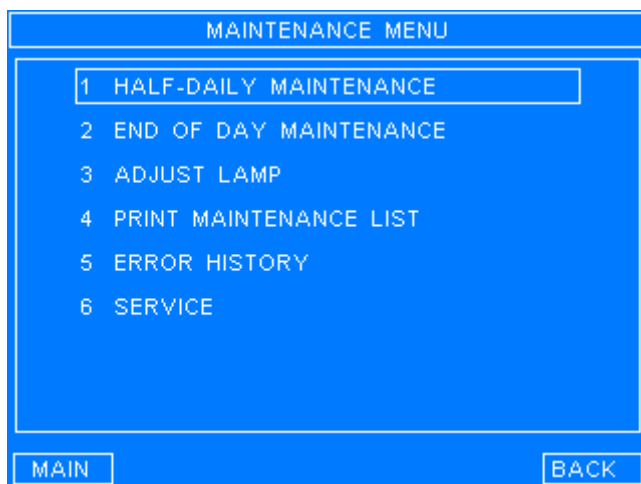 MAINTENANCE MENU
1 HALF-DAILY MAINTENANCE
2 END OF DAY MAINTENANCE
3 ADJUST LAMP
4 PRINT MAINTENANCE LIST
5 ERROR HISTORY
6 SERVICE
MAIN BACK